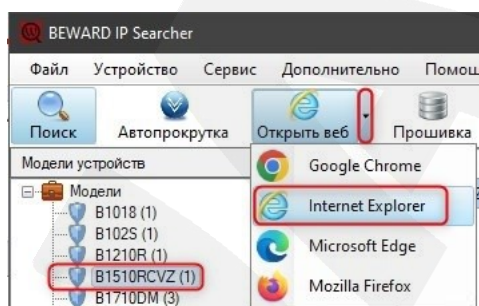 BEWARD IP Searcher
Файл Устройство Сервис Дополнительно
Поиск Автопрокрутка Открыть веб Прошивка
Модели устройств
Модели
B1018 (1)
B102S (1)
B1210R (1)
B1510RCVZ (1)
B1710DM (3)
Google Chrome
Internet Explorer
Microsoft Edge
Mozilla Firefox